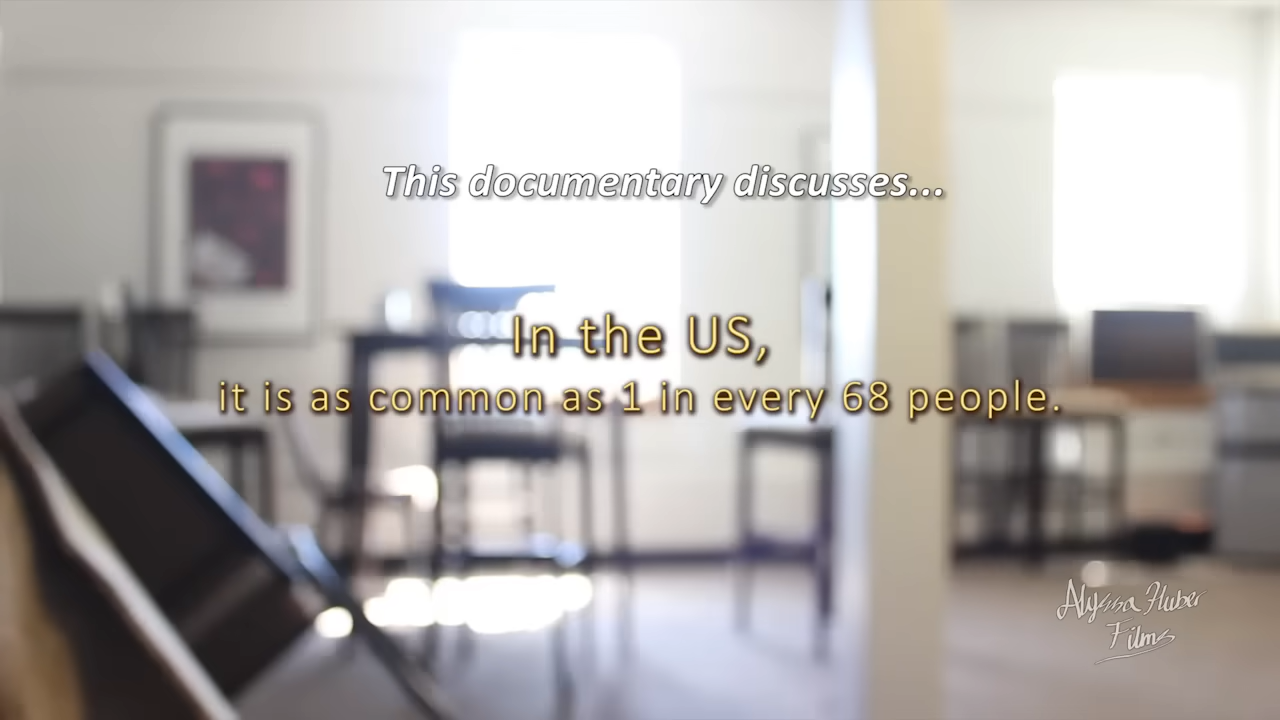 This documentary discusses...
In the US,
it is as common as 1 in every 68 people.
Alyssa Huber
Films